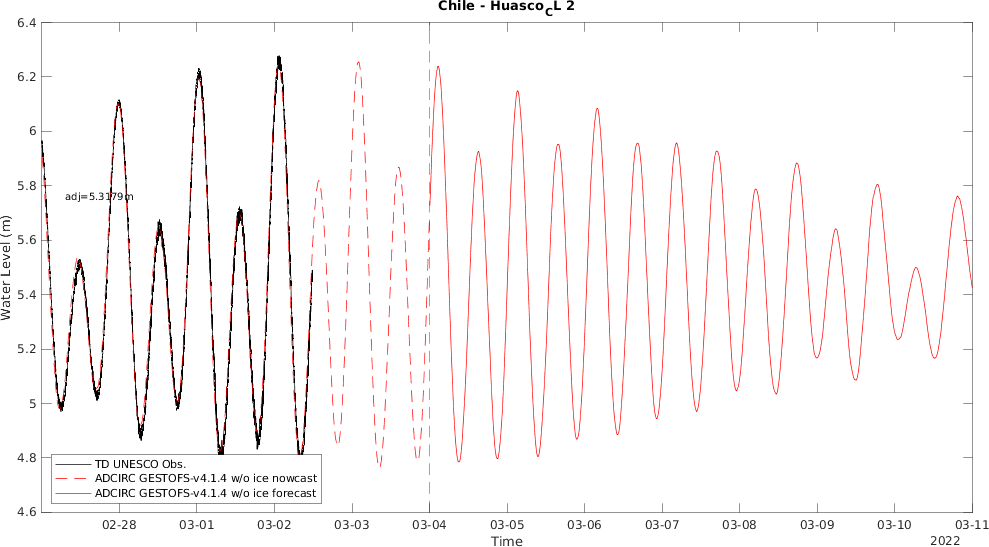 Chile - Huasco_CL 2
6.4
6.2
6
5.8
5.6
5.4
5.2
5
4.8
4.6
Water Level (m)
adj=5.3179m
TD UNESCO Obs.
ADCIRC GESTOFS-v4.1.4 w/o ice nowcast
ADCIRC GESTOFS-v4.1.4 w/o ice forecast
02-28 03-01 03-02 03-03 03-04 03-05 03-06 03-07 03-08 03-09 03-10 03-11
Time
2022